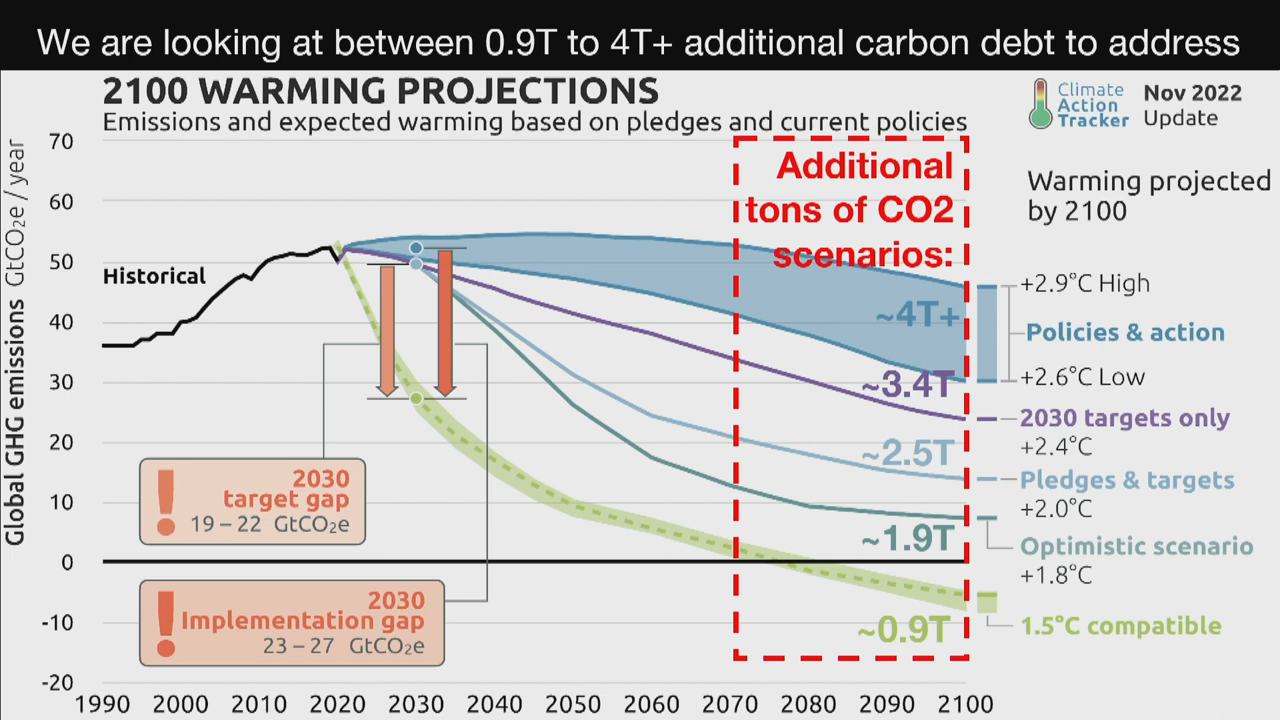 We are looking at between 0.9T to 4T+ additional carbon debt to address
2100 WARMING PROJECTIONS
Emissions and expected warming based on pledges and current policies
Climate
Action
Tracker
Nov 2022
Update
Global GHG emissions GtCO₂e / year
70
60
50
40
30
20
10
0
-10
-20
Historical
Additional
tons of CO2
scenarios:
~4T+
~3.4T
~2.5T
~1.9T
~0.9T
2030
target gap
19 – 22 GtCO₂e
2030
Implementation gap
23 – 27 GtCO₂e
Warming projected
by 2100
+2.9°C High
Policies & action
+2.6°C Low
2030 targets only
+2.4°C
Pledges & targets
+2.0°C
Optimistic scenario
+1.8°C
1.5°C compatible
1990 2000 2010 2020 2030 2040 2050 2060 2070 2080 2090 2100